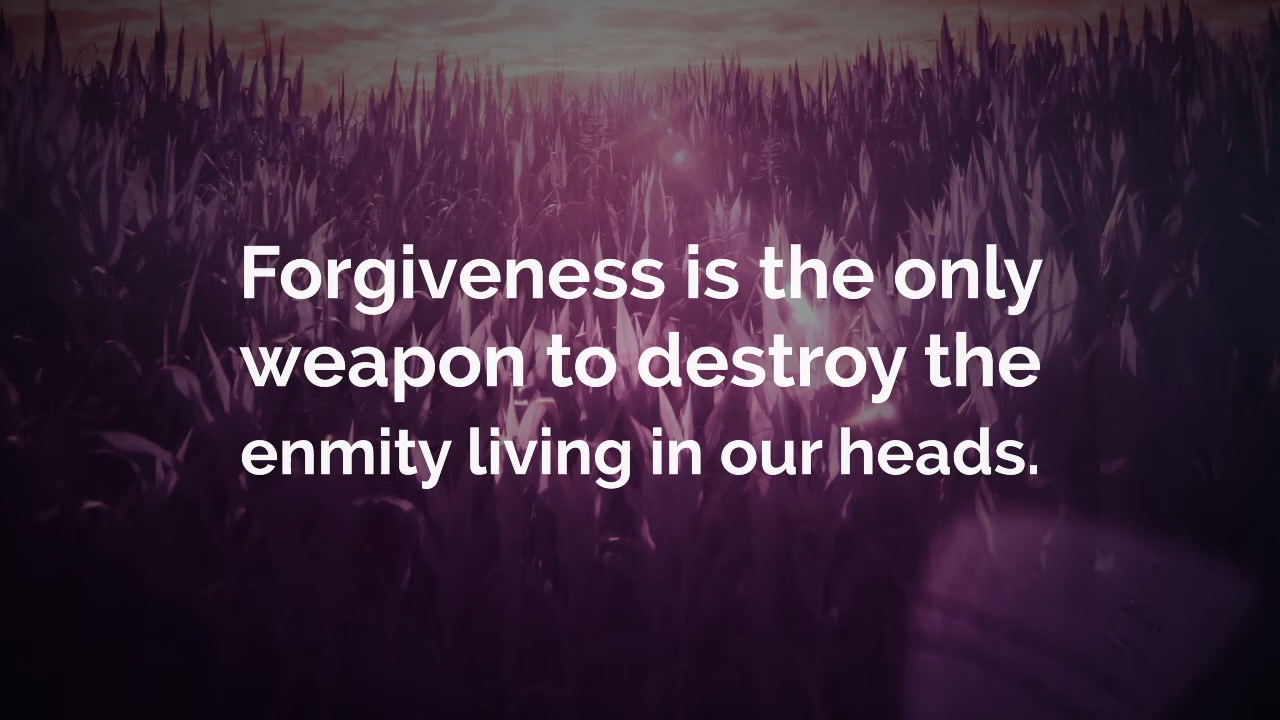 Forgiveness is the only
weapon to destroy the
enmity living in our heads.